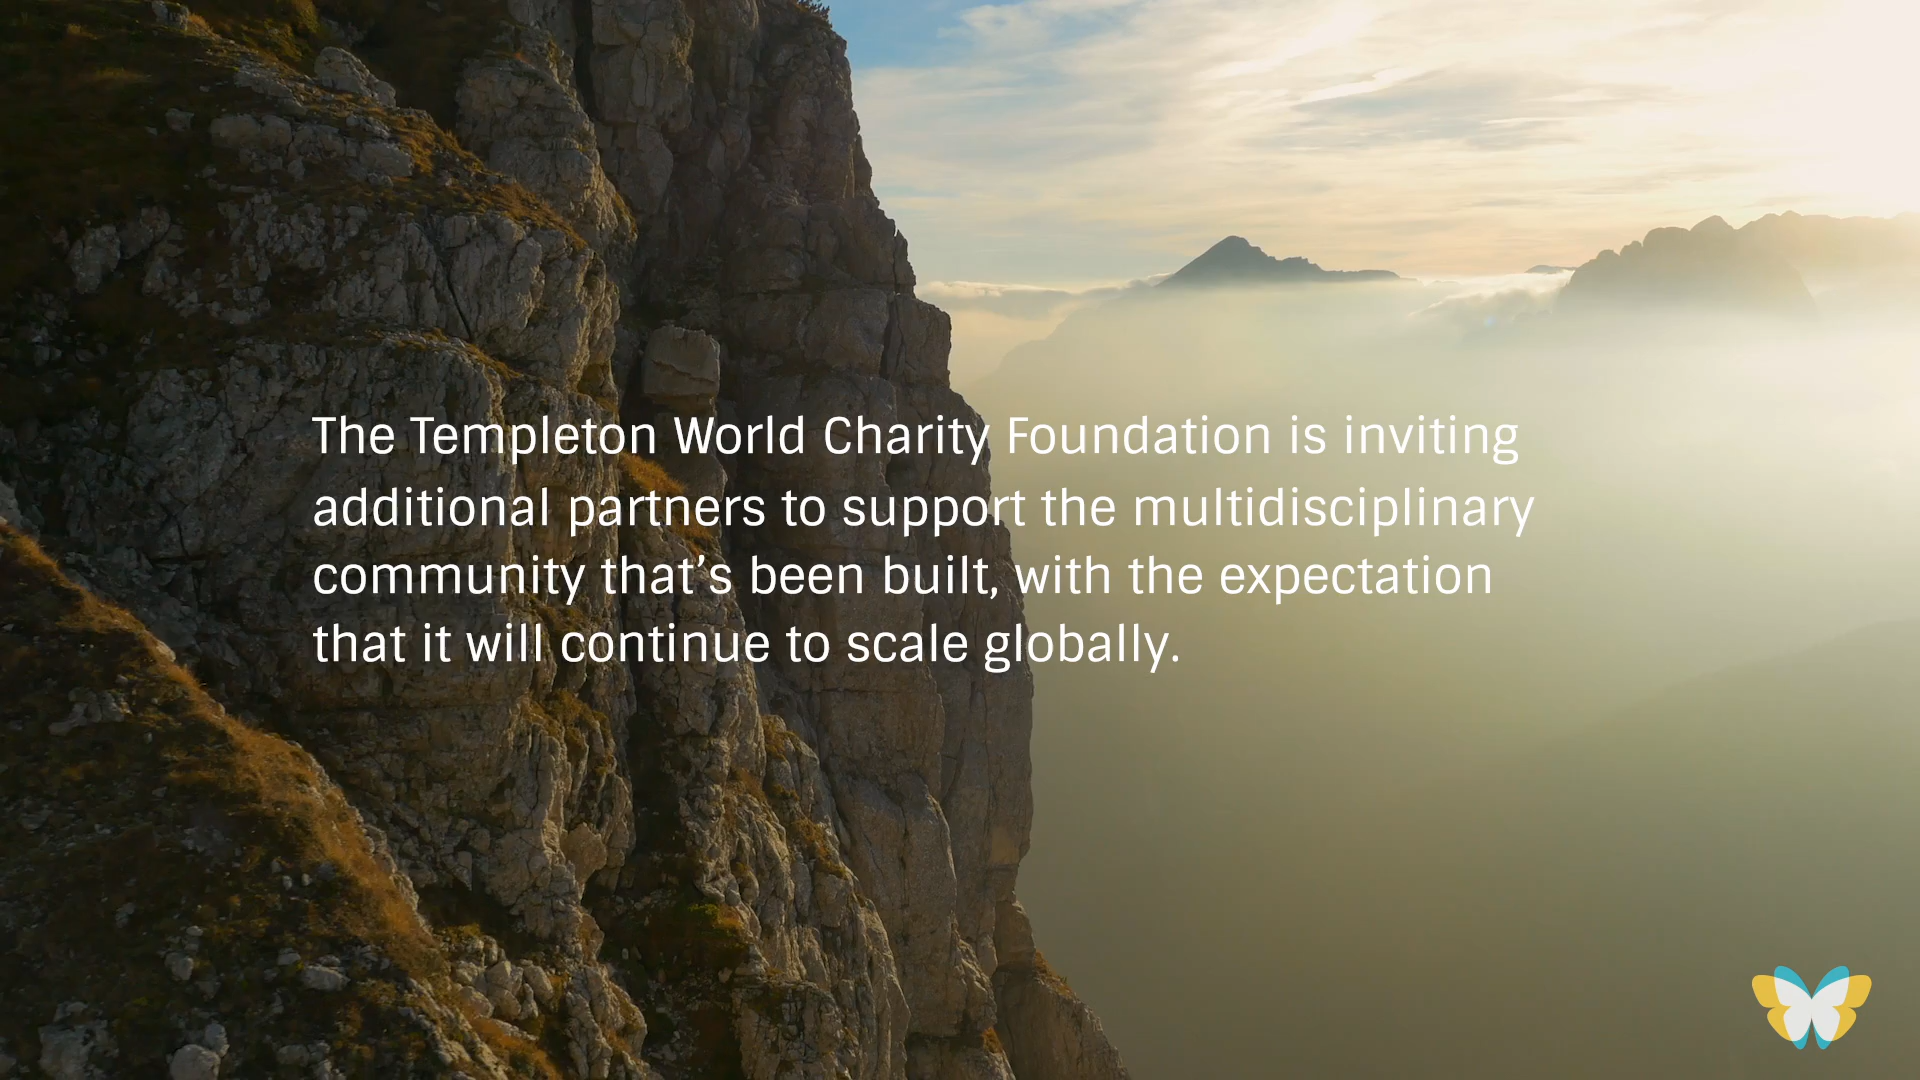 The Templeton World Charity Foundation is inviting
additional partners to support the multidisciplinary
community that’s been built, with the expectation
that it will continue to scale globally.